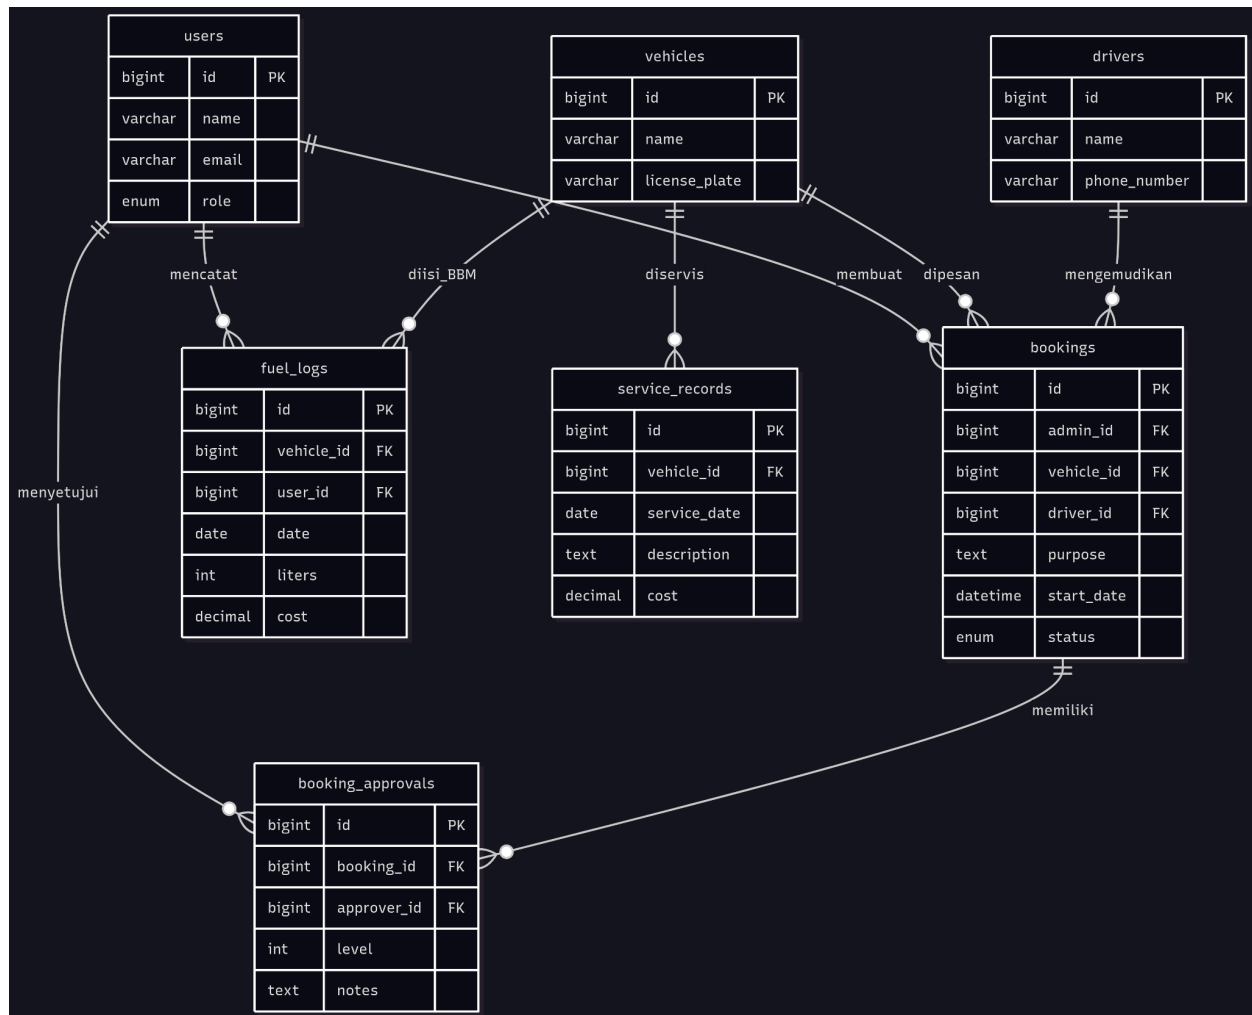 users
bigint id PK
varchar name
varchar email
enum role
vehicles
bigint id PK
varchar name
varchar license_plate
drivers
bigint id PK
varchar name
varchar phone_number
mencatat
diisi_BBM
diservis
membuat
dipesan
mengemudikan
menyetujui
fuel_logs
bigint id PK
bigint vehicle_id FK
bigint user_id FK
date date
int liters
decimal cost
service_records
bigint id PK
bigint vehicle_id FK
date service_date
text description
decimal cost
bookings
bigint id PK
bigint admin_id FK
bigint vehicle_id FK
bigint driver_id FK
text purpose
datetime start_date
enum status
memiliki
booking_approvals
bigint id PK
bigint booking_id FK
bigint approver_id FK
int level
text notes